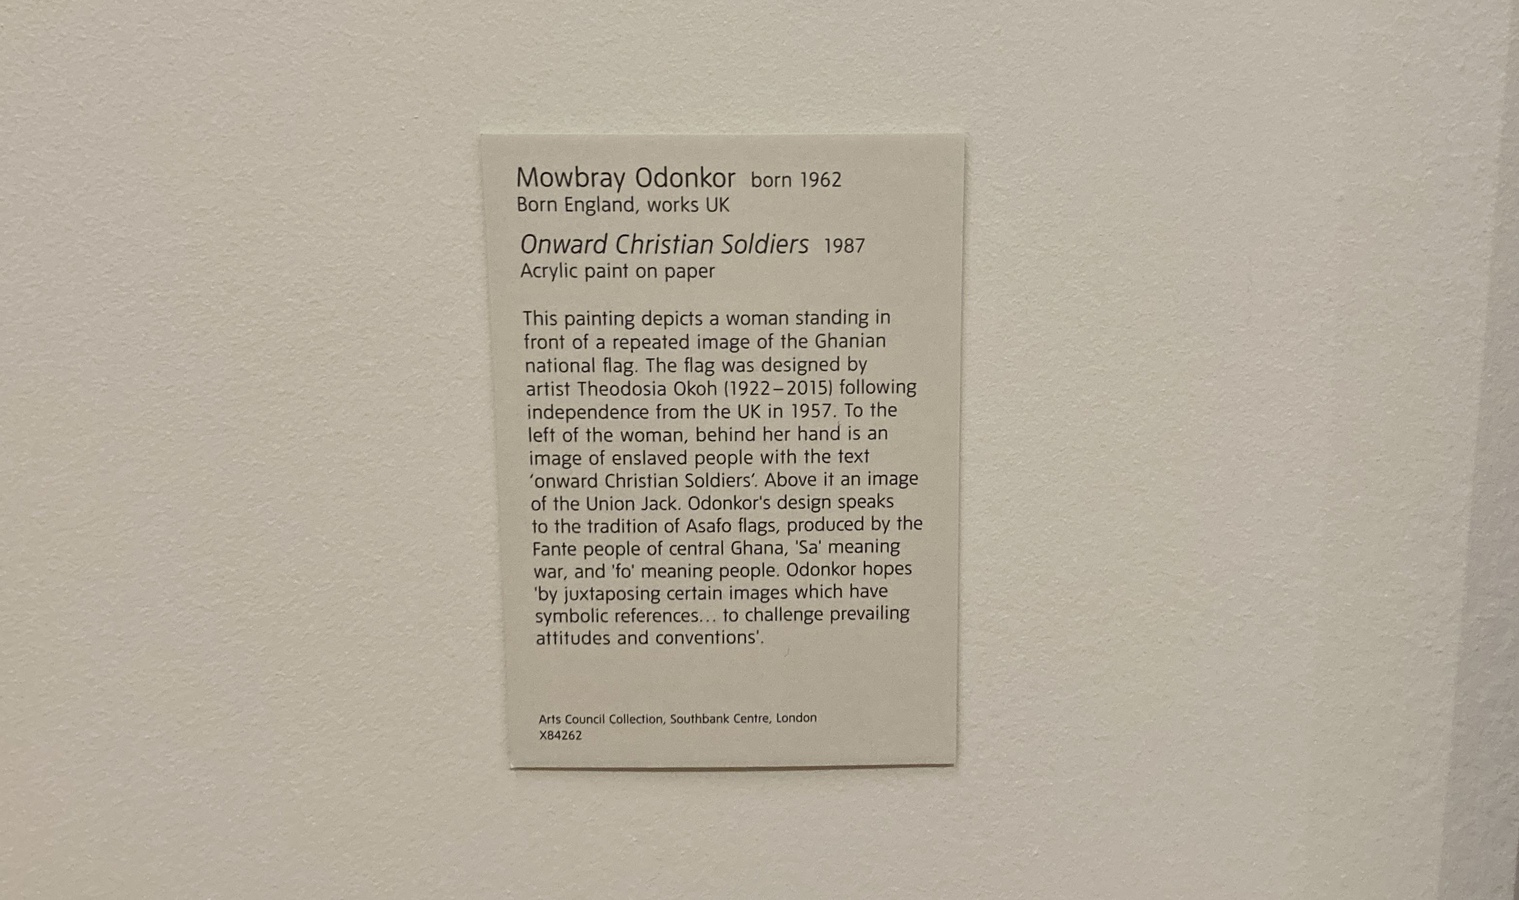 Mowbray Odonkor born 1962
Born England, works UK
Onward Christian Soldiers 1987
Acrylic paint on paper
This painting depicts a woman standing in
front of a repeated image of the Ghanian
national flag. The flag was designed by
artist Theodosia Okoh (1922–2015) following
independence from the UK in 1957. To the
left of the woman, behind her hand is an
image of enslaved people with the text
‘onward Christian Soldiers’. Above it an image
of the Union Jack. Odonkor's design speaks
to the tradition of Asafo flags, produced by the
Fante people of central Ghana, 'Sa' meaning
war, and 'fo' meaning people. Odonkor hopes
'by juxtaposing certain images which have
symbolic references... to challenge prevailing
attitudes and conventions'.
Arts Council Collection, Southbank Centre, London
X84262